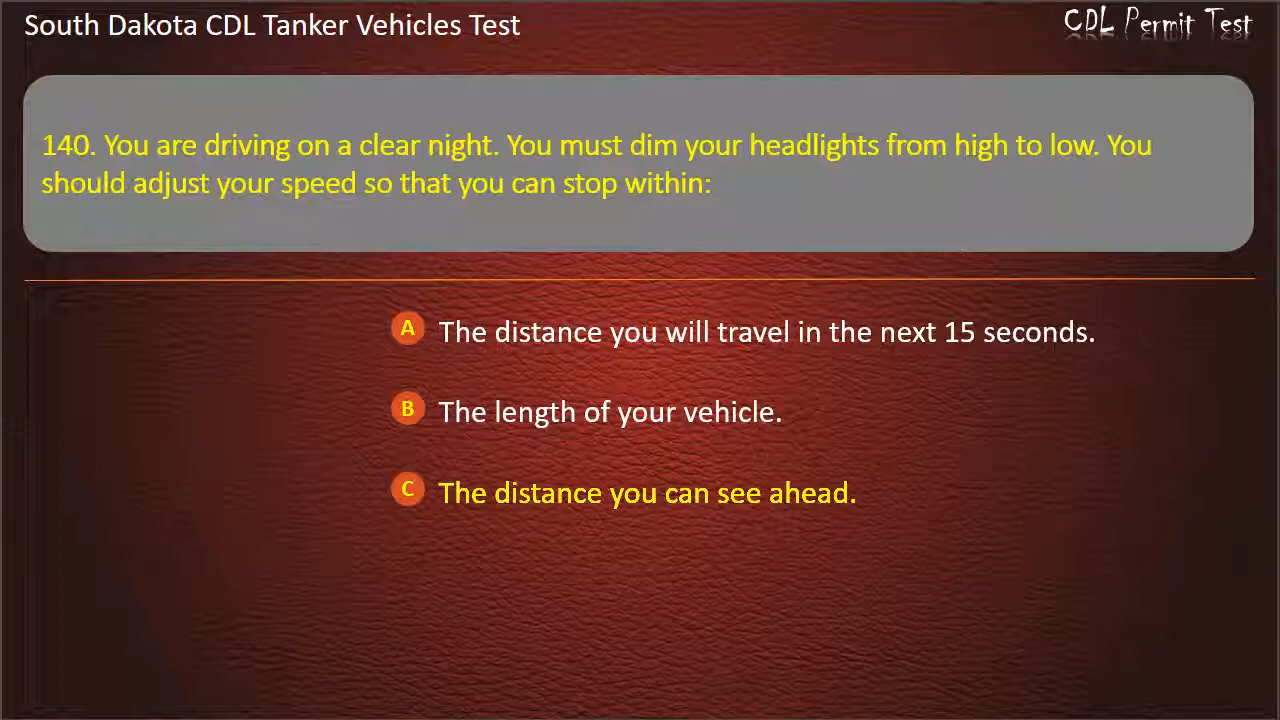 South Dakota CDL Tanker Vehicles Test
CDL Permit Test
140. You are driving on a clear night. You must dim your headlights from high to low. You
should adjust your speed so that you can stop within:
A The distance you will travel in the next 15 seconds.
B The length of your vehicle.
C The distance you can see ahead.